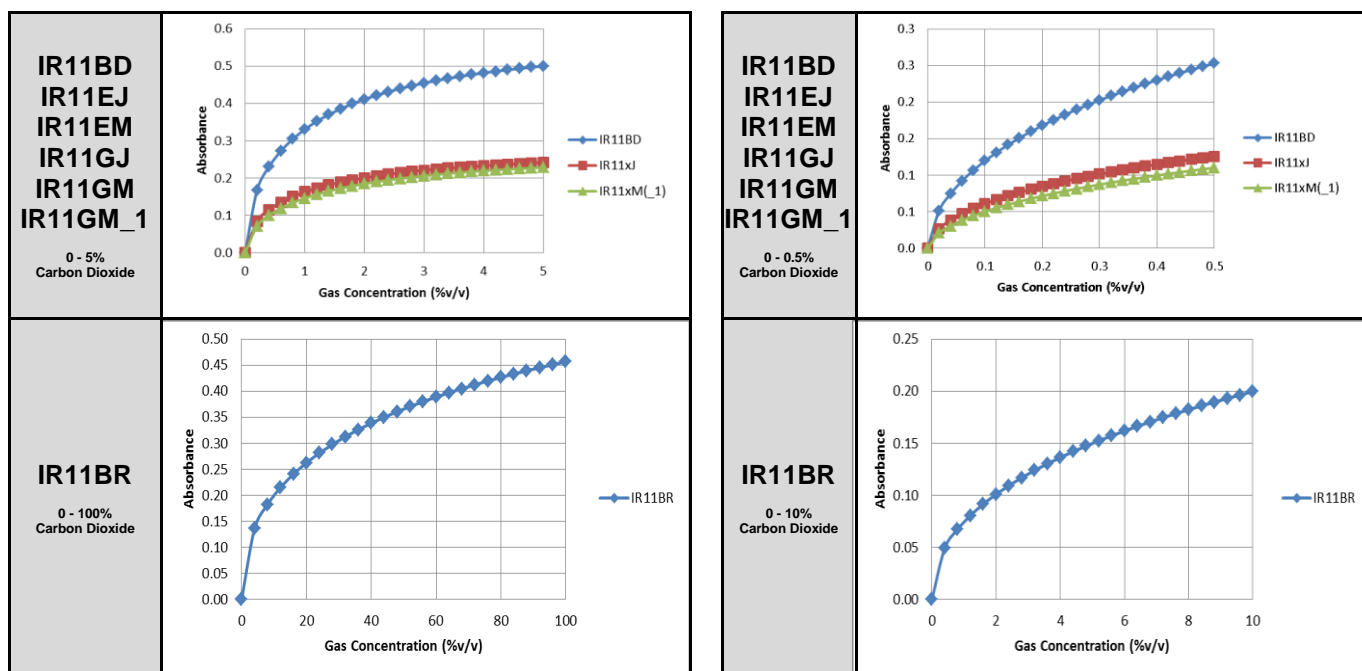 IR11BD
IR11EJ
IR11EM
IR11GJ
IR11GM
IR11GM_1
0 - 5%
Carbon Dioxide
0.6
0.5
0.4
0.3
0.2
0.1
0.0
0 1 2 3 4 5
Absorbance
Gas Concentration (%v/v)
IR11BD
IR11xJ
IR11xM(_1)
IR11BD
IR11EJ
IR11EM
IR11GJ
IR11GM
IR11GM_1
0 - 0.5%
Carbon Dioxide
0.3
0.3
0.2
0.2
0.1
0.1
0.0
0 0.1 0.2 0.3 0.4 0.5
Absorbance
Gas Concentration (%v/v)
IR11BD
IR11xJ
IR11xM(_1)
IR11BR
0 - 100%
Carbon Dioxide
0.50
0.45
0.40
0.35
0.30
0.25
0.20
0.15
0.10
0.05
0.00
0 20 40 60 80 100
Absorbance
Gas Concentration (%v/v)
IR11BR
IR11BR
0 - 10%
Carbon Dioxide
0.25
0.20
0.15
0.10
0.05
0.00
0 2 4 6 8 10
Absorbance
Gas Concentration (%v/v)
IR11BR